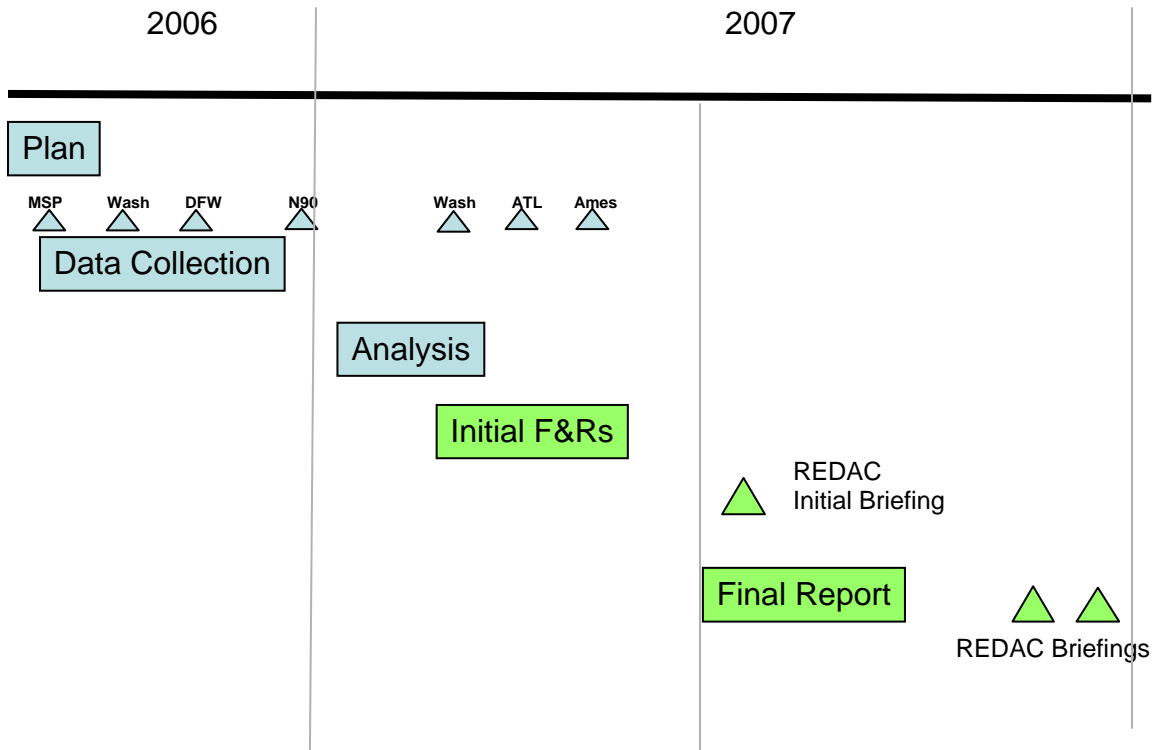 2006 2007
Plan
MSP Wash DFW N90 Wash ATL Ames
Data Collection
Analysis
Initial F&Rs
REDAC
Initial Briefing
Final Report
REDAC Briefings